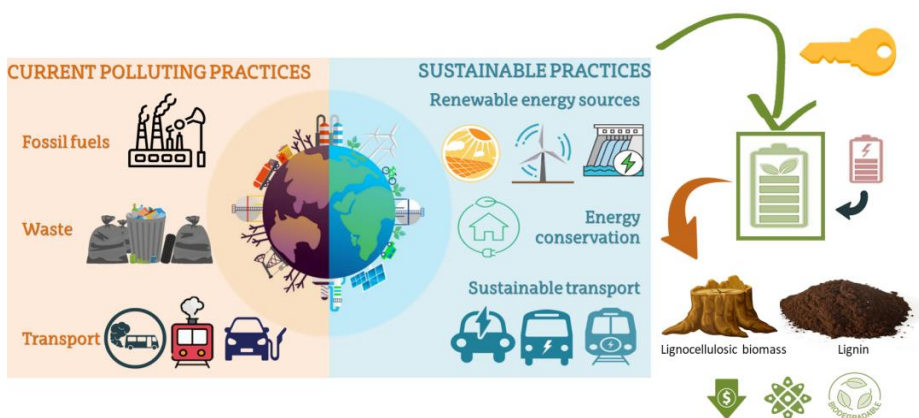 CURRENT POLLUTING PRACTICES
Fossil fuels
Waste
Transport
SUSTAINABLE PRACTICES
Renewable energy sources
Energy
conservation
Sustainable transport
Lignocellulosic biomass
Lignin
$
BIODEGRADABLE